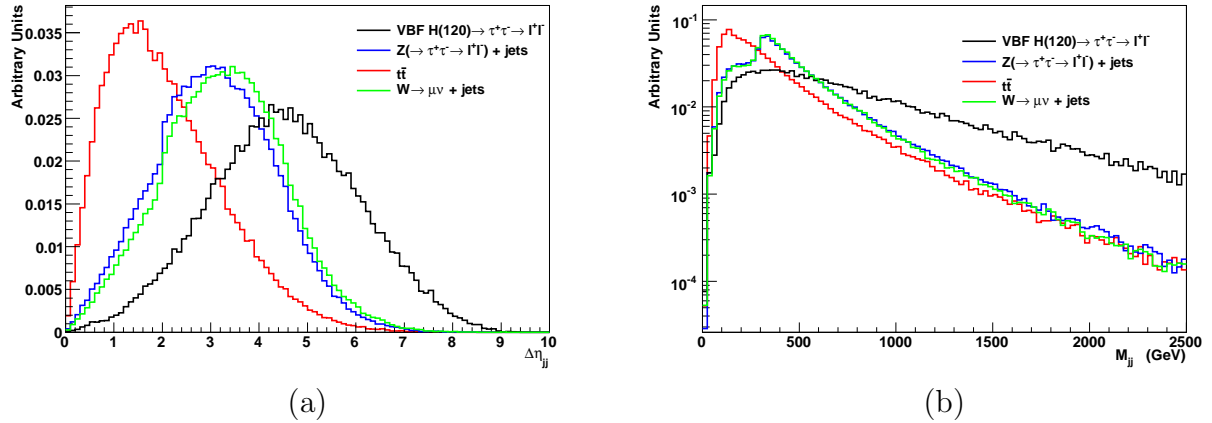 Arbitrary Units
0.035
0.03
0.025
0.02
0.015
0.01
0.005
0
VBF H(120)→ τ⁺τ⁻→ l⁺l⁻
Z(→ τ⁺τ⁻→ l⁺l⁻) + jets
tt̄
W→ μν + jets
0 1 2 3 4 5 6 7 8 9 10
Δη_jj
(a)
Arbitrary Units
10⁻¹
10⁻²
10⁻³
10⁻⁴
VBF H(120)→ τ⁺τ⁻→ l⁺l⁻
Z(→ τ⁺τ⁻→ l⁺l⁻) + jets
tt̄
W→ μν + jets
0 500 1000 1500 2000 2500
M_jj (GeV)
(b)